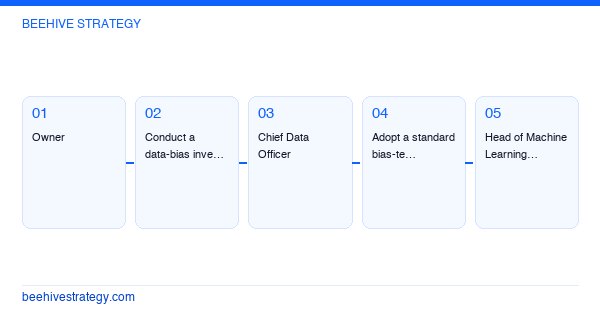 BEEHIVE STRATEGY
01
Owner
02
Conduct a
data-bias inve…
03
Chief Data
Officer
04
Adopt a standard
bias-te…
05
Head of Machine
Learning…
beehivestrategy.com